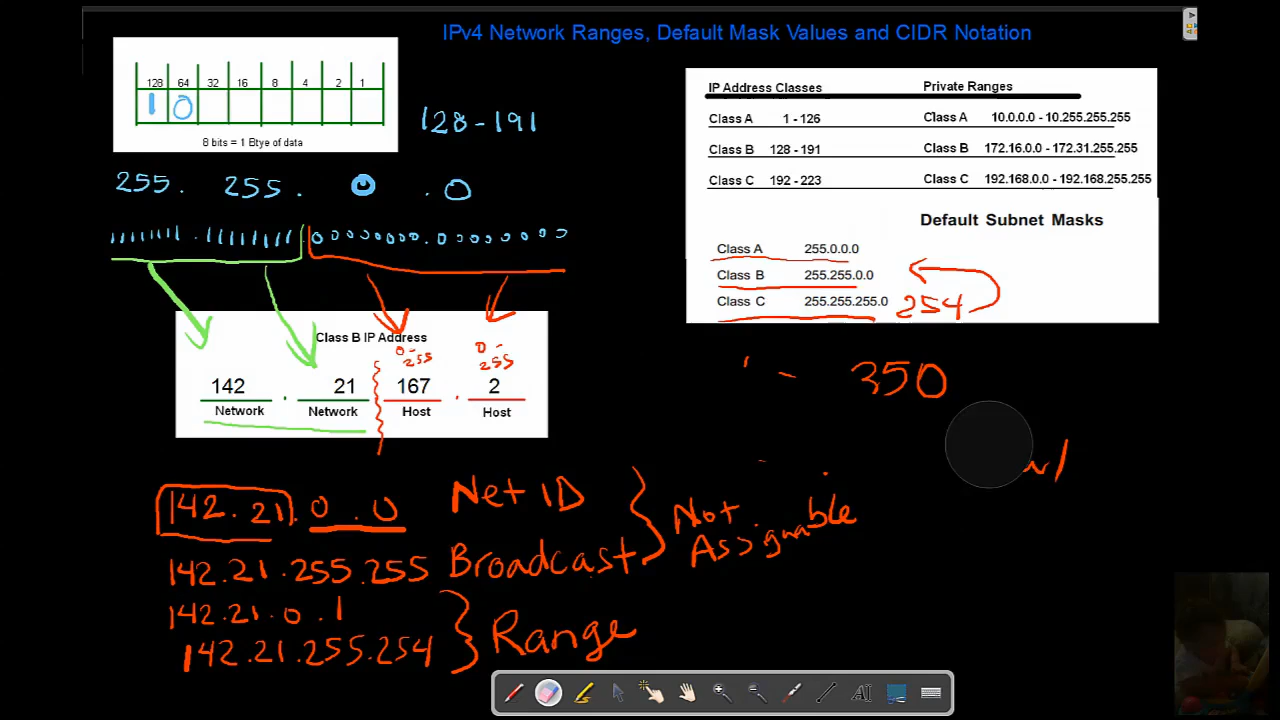 IPv4 Network Ranges, Default Mask Values and CIDR Notation
128 64 32 16 8 4 2 1
1 0
8 bits = 1 Btye of data
128-191
255. 255. 0 .0
11111111 .11111111.00000000.00000000
IP Address Classes Private Ranges
Class A 1 - 126 Class A 10.0.0.0 - 10.255.255.255
Class B 128 - 191 Class B 172.16.0.0 - 172.31.255.255
Class C 192 - 223 Class C 192.168.0.0 - 192.168.255.255
Default Subnet Masks
Class A 255.0.0.0
Class B 255.255.0.0
Class C 255.255.255.0 254
Class B IP Address
0-255 0-255
142 . 21 167 . 2
Network Network Host Host
- 350
142.21.0.0 Net ID
142.21.255.255 Broadcast
Not Assignable
142.21.0.1
142.21.255.254
Range
AI